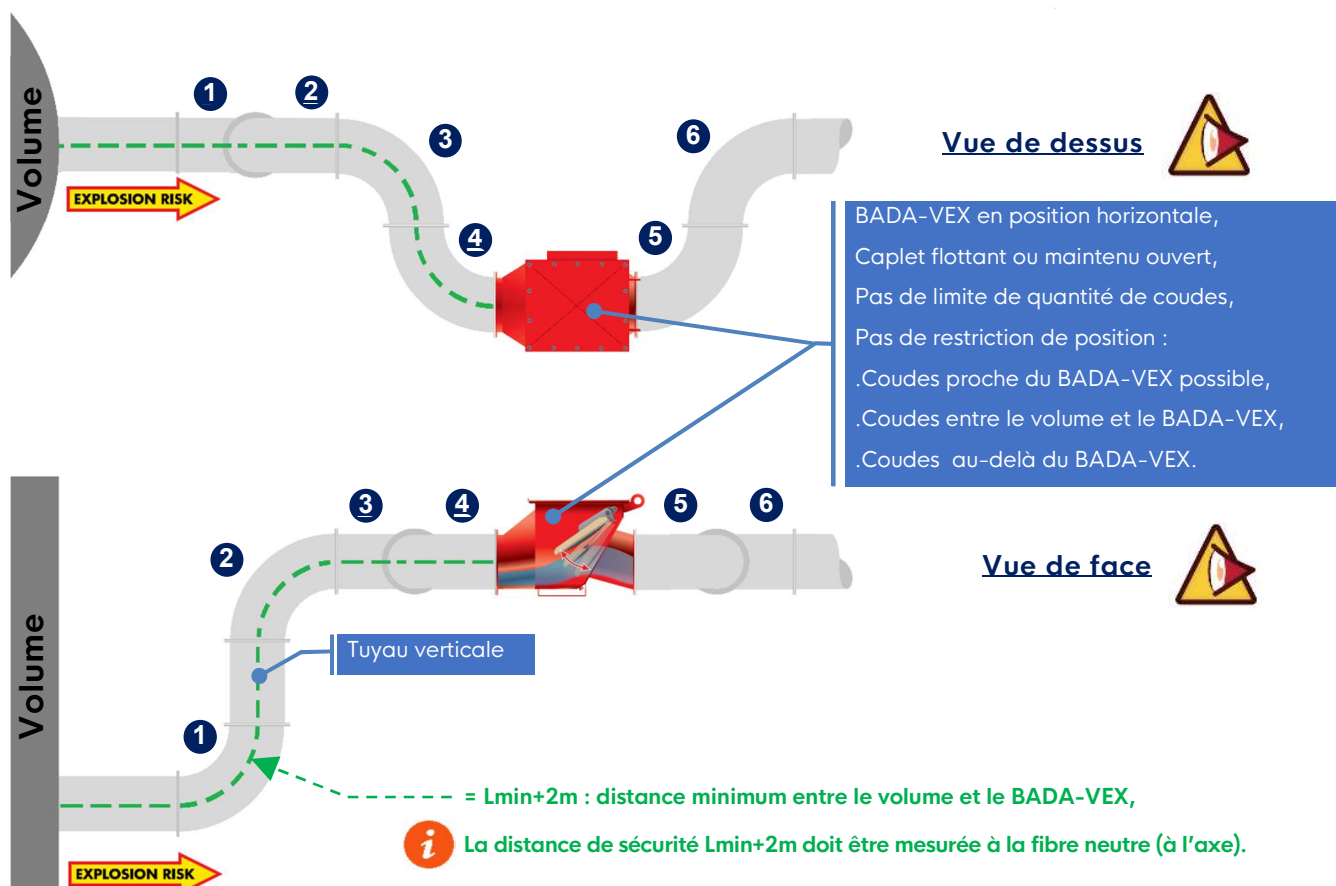 Volume
1
2
3
4
5
6
EXPLOSION RISK
Vue de dessus
BADA-VEX en position horizontale,
Caplet flottant ou maintenu ouvert,
Pas de limite de quantité de coudes,
Pas de restriction de position :
.Coudes proche du BADA-VEX possible,
.Coudes entre le volume et le BADA-VEX,
.Coudes au-delà du BADA-VEX.
Volume
1
2
3
4
5
6
Vue de face
Tuyau verticale
= Lmin+2m : distance minimum entre le volume et le BADA-VEX,
i
La distance de sécurité Lmin+2m doit être mesurée à la fibre neutre (à l'axe).
EXPLOSION RISK